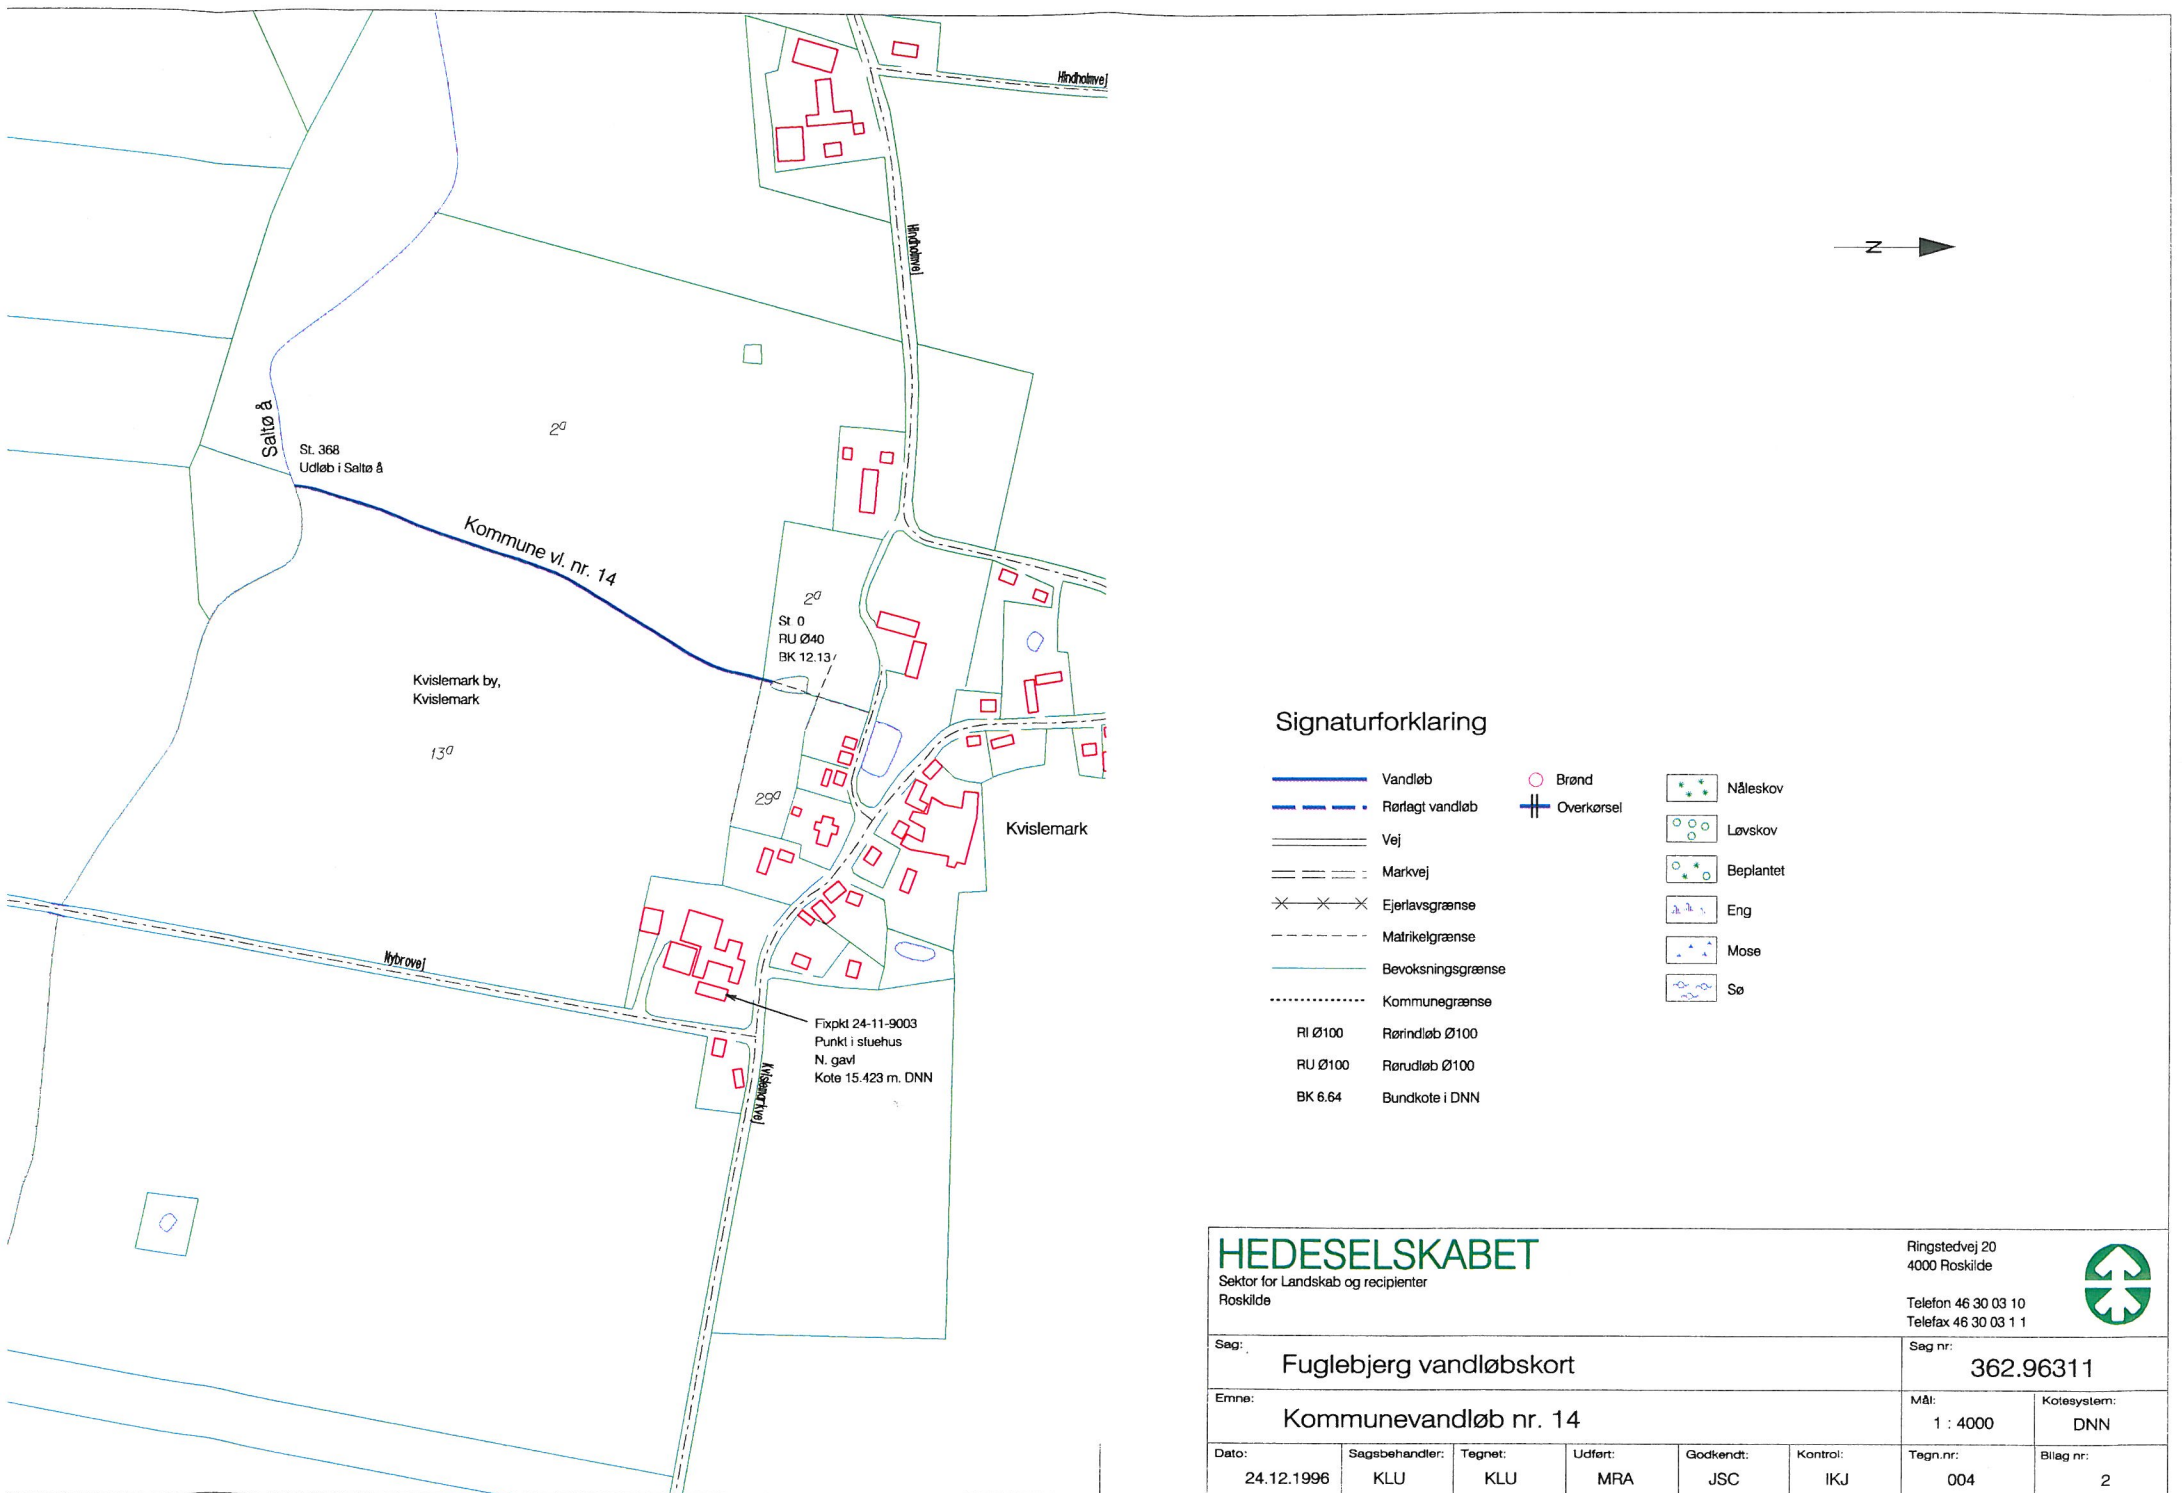 Hindholmvej
Hindholmvej
N
Saltø å
St. 368
Udløb i Saltø å
2ª
Kommune vl. nr. 14
2ª
St. 0
RU Ø40
BK 12.13
Kvislemark by,
Kvislemark
13ª
29ª
Kvislemark
Nybrovej
Fixpkt 24-11-9003
Punkt i stuehus
N. gavl
Kote 15.423 m. DNN
Kvislemarkvej
Signaturforklaring
Vandløb
Rørlagt vandløb
Vej
Markvej
Ejerlavsgrænse
Matrikelgrænse
Bevoksningsgrænse
Kommunegrænse
RI Ø100 Rørindløb Ø100
RU Ø100 Rørudløb Ø100
BK 6.64 Bundkote i DNN
Brønd
Overkørsel
Nåleskov
Løvskov
Beplantet
Eng
Mose
Sø
HEDESELSKABET
Sektor for Landskab og recipienter
Roskilde
Ringstedvej 20
4000 Roskilde
Telefon 46 30 03 10
Telefax 46 30 03 1 1
Sag:
Fuglebjerg vandløbskort
Sag nr:
362.96311
Emne:
Kommunevandløb nr. 14
Mål:
1 : 4000
Kotesystem:
DNN
Dato:
24.12.1996
Sagsbehandler:
KLU
Tegnet:
KLU
Udført:
MRA
Godkendt:
JSC
Kontrol:
IKJ
Tegn.nr:
004
Bilag nr:
2